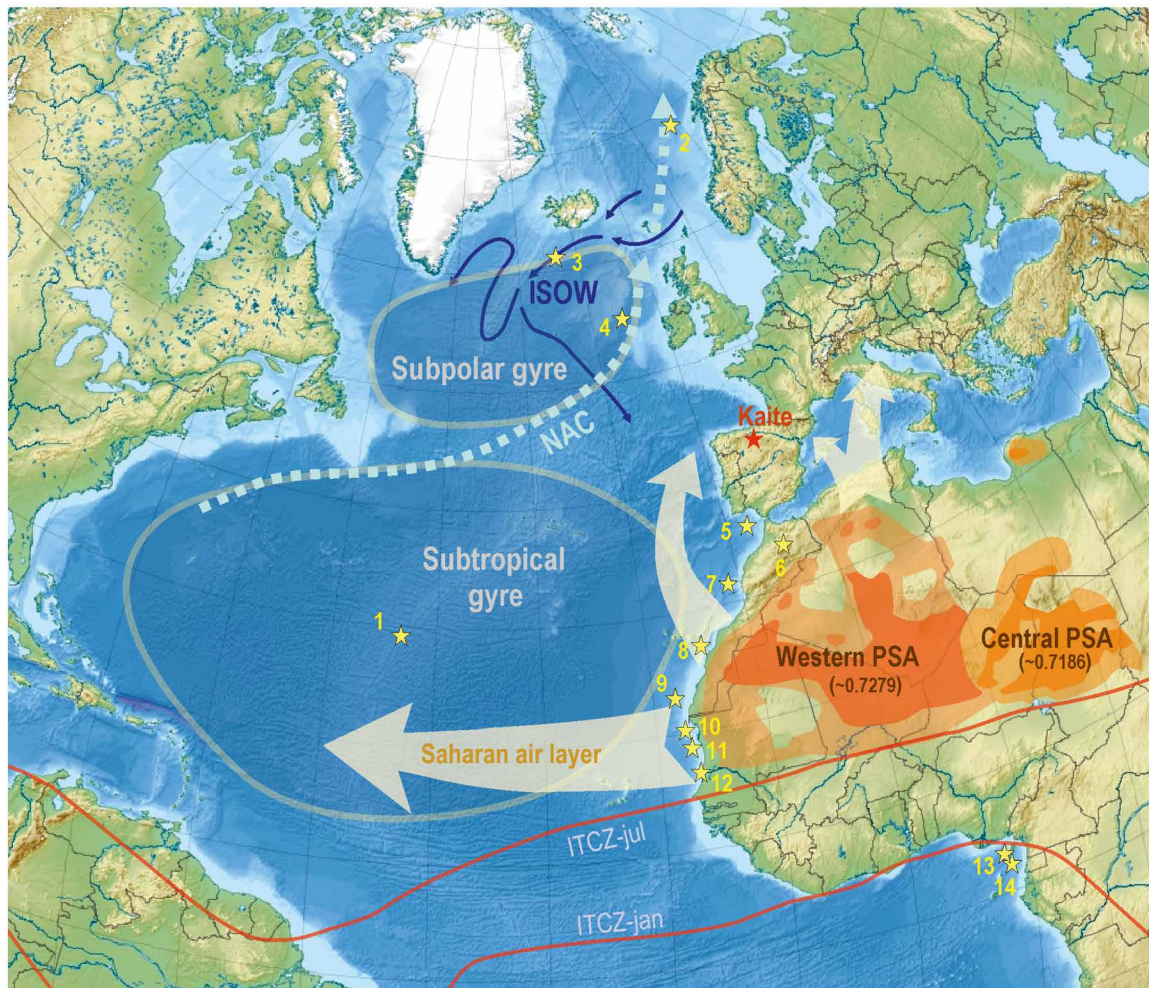 2
3
ISOW
4
Subpolar gyre
Kaite
NAC
5
6
Subtropical
gyre
7
1
8
Central PSA
(~0.7186)
Western PSA
(~0.7279)
9
10
11
Saharan air layer
12
ITCZ-jul
13
14
ITCZ-jan